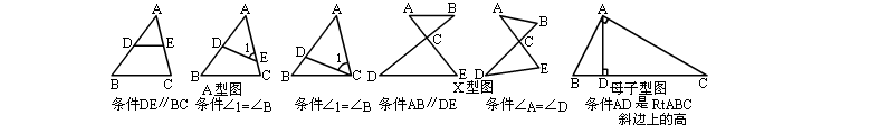 A A A A B A A
B
D E D 1 E D 1 C C
B C B C B C D E D E B D C
A型图 X型图 母子型图
条件DE∥BC 条件∠1=∠B 条件∠1=∠B 条件AB∥DE 条件∠A=∠D 条件AD是RtABC
斜边上的高